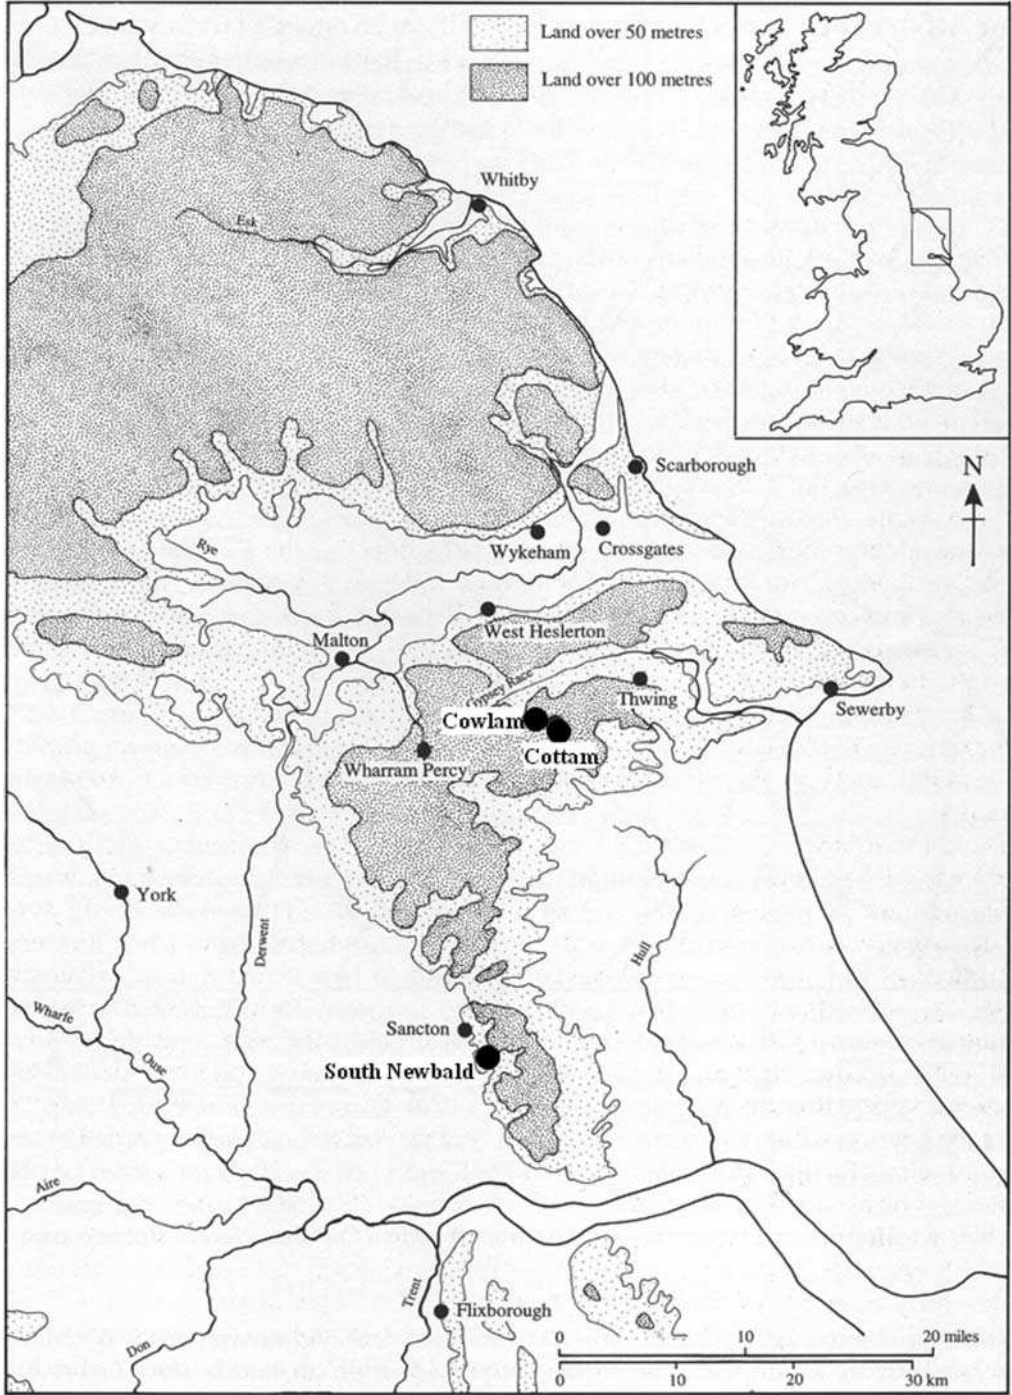 Land over 50 metres
Land over 100 metres
Whitby
Esk
Scarborough
N
Rye
Wykeham
Crossgates
West Heslerton
Malton
Gypsey Race
Thwing
Sewerby
Cowlam
Cottam
Wharram Percy
York
Derwent
Hull
Wharfe
Ouse
Sancton
South Newbald
Aire
Trent
Flixborough
Don
0 10 20 miles
0 30 km